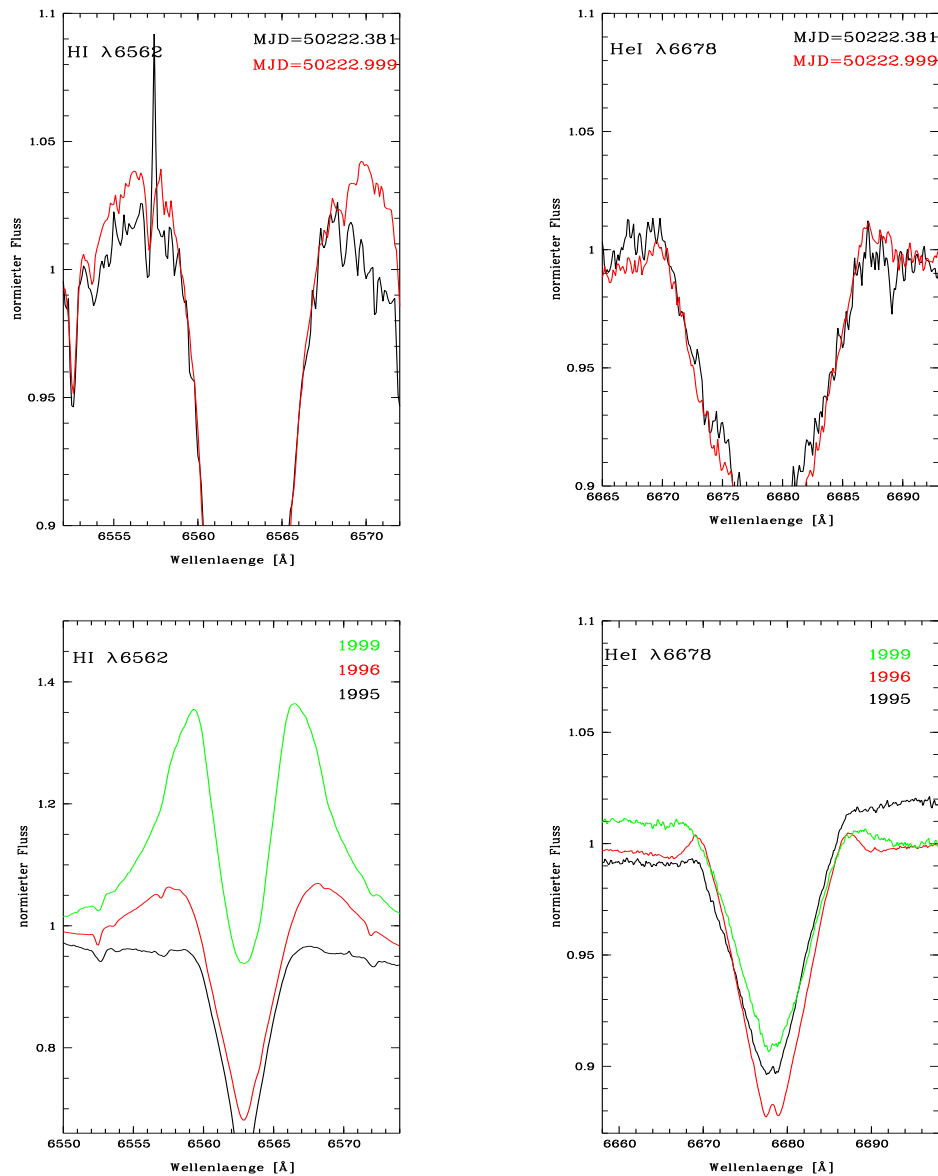 HI λ6562
MJD=50222.381
MJD=50222.999
1.1
1.05
1
0.95
0.9
normierter Fluss
6555
6560
6565
6570
Wellenlaenge [Å]
HeI λ6678
MJD=50222.381
MJD=50222.999
1.1
1.05
1
0.95
0.9
normierter Fluss
6665
6670
6675
6680
6685
6690
Wellenlaenge [Å]
HI λ6562
1999
1996
1995
1.4
1.2
1
0.8
normierter Fluss
6550
6555
6560
6565
6570
Wellenlaenge [Å]
HeI λ6678
1999
1996
1995
1.1
1.05
1
0.95
0.9
normierter Fluss
6660
6670
6680
6690
Wellenlaenge [Å]